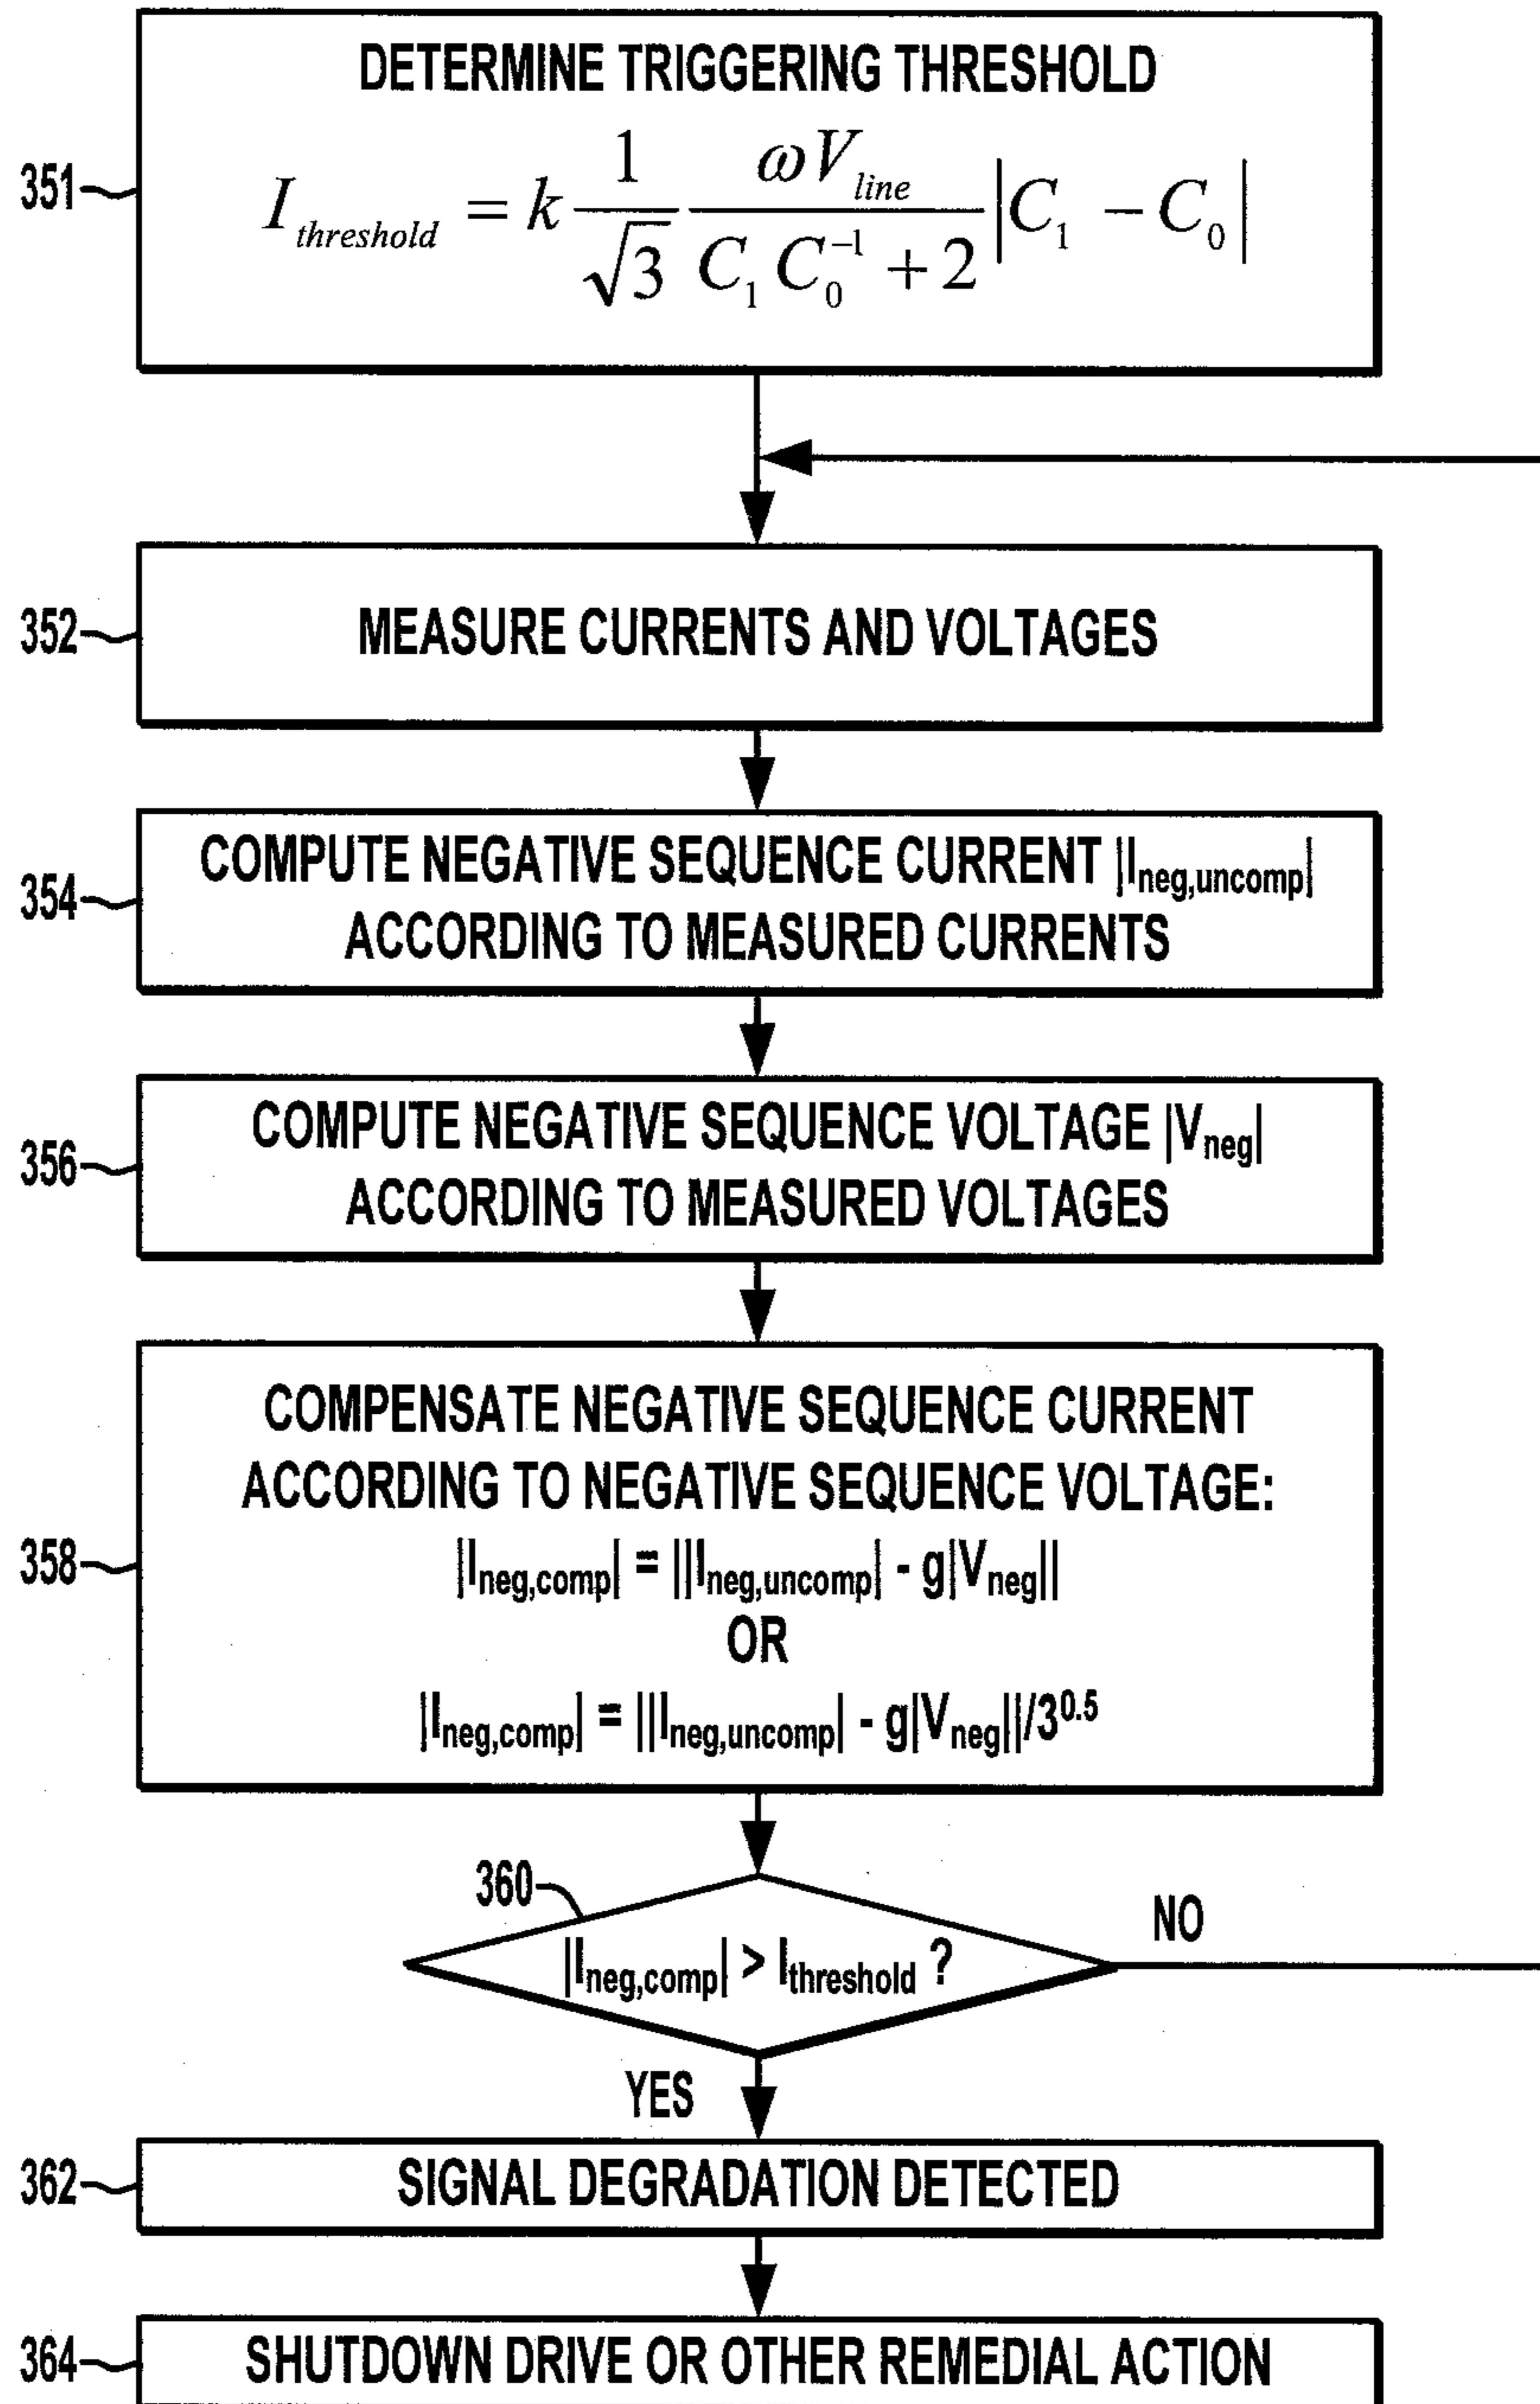 DETERMINE TRIGGERING THRESHOLD
351
I_threshold = k 1/√3 ωV_line/(C_1 C_0^-1 + 2) |C_1 - C_0|
352
MEASURE CURRENTS AND VOLTAGES
354
COMPUTE NEGATIVE SEQUENCE CURRENT |I_neg,uncomp|
ACCORDING TO MEASURED CURRENTS
356
COMPUTE NEGATIVE SEQUENCE VOLTAGE |V_neg|
ACCORDING TO MEASURED VOLTAGES
358
COMPENSATE NEGATIVE SEQUENCE CURRENT
ACCORDING TO NEGATIVE SEQUENCE VOLTAGE:
|I_neg,comp| = ||I_neg,uncomp| - g|V_neg||
OR
|I_neg,comp| = ||I_neg,uncomp| - g|V_neg||/3^0.5
360
|I_neg,comp| > I_threshold ?
NO
YES
362
SIGNAL DEGRADATION DETECTED
364
SHUTDOWN DRIVE OR OTHER REMEDIAL ACTION